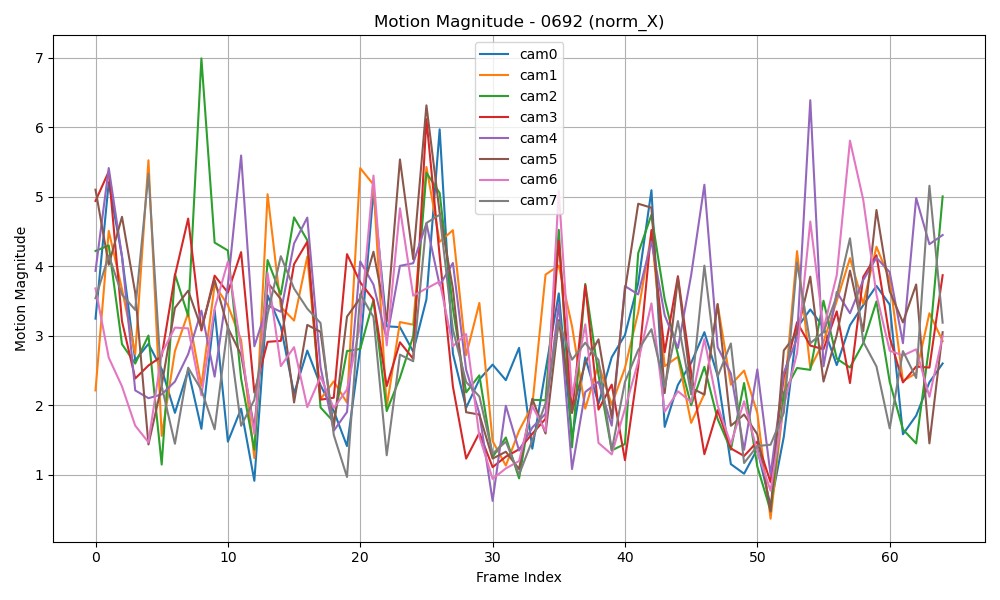 Motion Magnitude - 0692 (norm_X)
cam0
cam1
cam2
cam3
cam4
cam5
cam6
cam7
Motion Magnitude
7
6
5
4
3
2
1
0
10
20
30
40
50
60
Frame Index